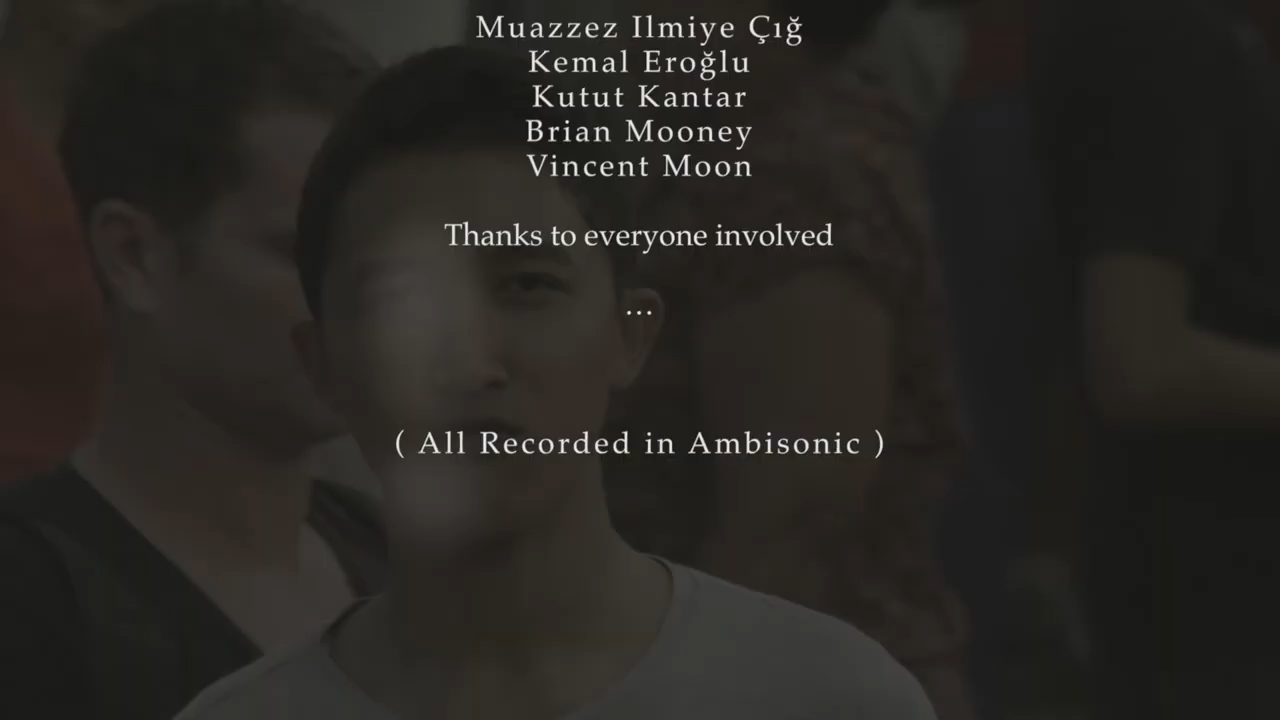 Muazzez Ilmiye Çığ
Kemal Eroğlu
Kutut Kantar
Brian Mooney
Vincent Moon
Thanks to everyone involved
...
( All Recorded in Ambisonic )